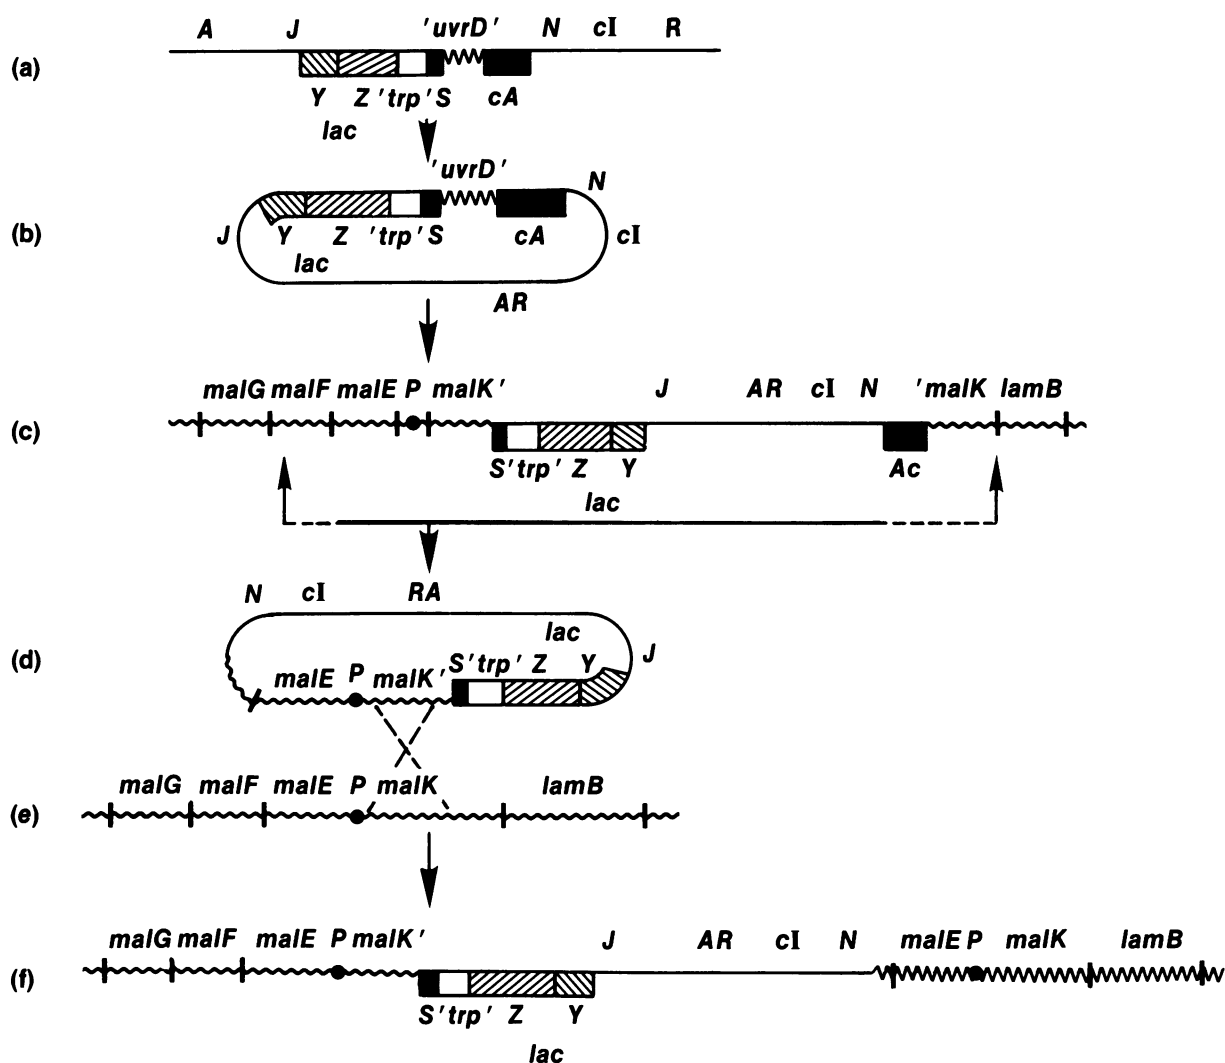 A J 'uvrD' N cI R
(a)
Y Z 'trp' S cA
lac
'uvrD'
N
(b) J cI
Y Z 'trp' S cA
lac
AR
malG malF malE P malK' J AR cI N 'malK lamB
(c)
S 'trp' Z Y Ac
lac
N cI RA
lac
(d) J
malE P malK' S 'trp' Z Y
malG malF malE P malK lamB
(e)
malG malF malE P malK' J AR cI N malE P malK lamB
(f)
S 'trp' Z Y
lac